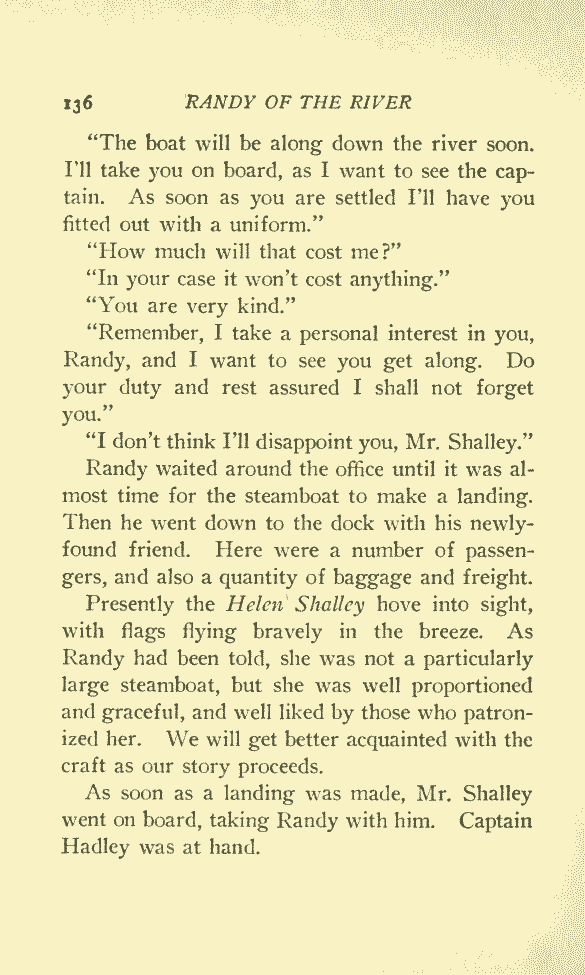 136 RANDY OF THE RIVER
"The boat will be along down the river soon.
I'll take you on board, as I want to see the cap-
tain. As soon as you are settled I'll have you
fitted out with a uniform."
"How much will that cost me?"
"In your case it won't cost anything."
"You are very kind."
"Remember, I take a personal interest in you,
Randy, and I want to see you get along. Do
your duty and rest assured I shall not forget
you."
"I don't think I'll disappoint you, Mr. Shalley."
Randy waited around the office until it was al-
most time for the steamboat to make a landing.
Then he went down to the dock with his newly-
found friend. Here were a number of passen-
gers, and also a quantity of baggage and freight.
Presently the Helen Shalley hove into sight,
with flags flying bravely in the breeze. As
Randy had been told, she was not a particularly
large steamboat, but she was well proportioned
and graceful, and well liked by those who patron-
ized her. We will get better acquainted with the
craft as our story proceeds.
As soon as a landing was made, Mr. Shalley
went on board, taking Randy with him. Captain
Hadley was at hand.